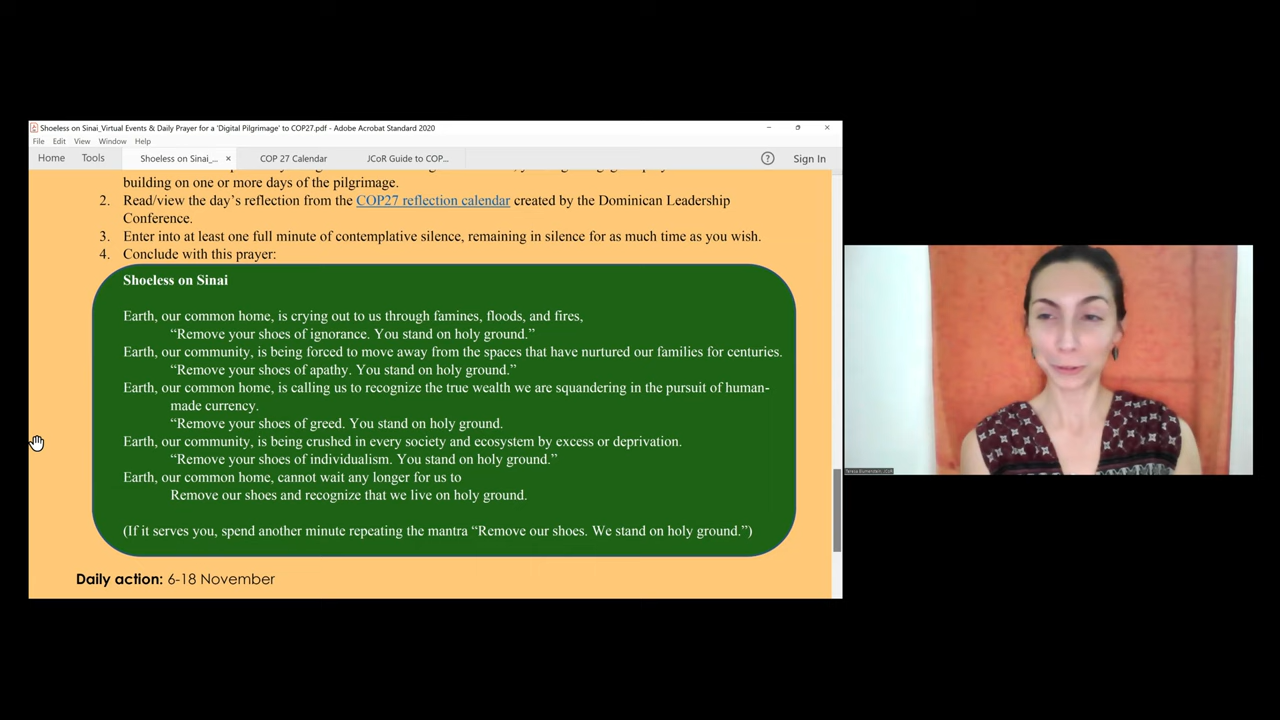 Shoeless on Sinai_Virtual Events & Daily Prayer for a 'Digital Pilgrimage' to COP27.pdf - Adobe Acrobat Standard 2020
File Edit View Window Help
Home Tools Shoeless on Sinai_... × COP 27 Calendar JCoR Guide to COP... ? Sign In
building on one or more days of the pilgrimage.
2. Read/view the day's reflection from the COP27 reflection calendar created by the Dominican Leadership
Conference.
3. Enter into at least one full minute of contemplative silence, remaining in silence for as much time as you wish.
4. Conclude with this prayer:
Shoeless on Sinai
Earth, our common home, is crying out to us through famines, floods, and fires,
“Remove your shoes of ignorance. You stand on holy ground.”
Earth, our community, is being forced to move away from the spaces that have nurtured our families for centuries.
“Remove your shoes of apathy. You stand on holy ground.”
Earth, our common home, is calling us to recognize the true wealth we are squandering in the pursuit of human-
made currency.
“Remove your shoes of greed. You stand on holy ground.
Earth, our community, is being crushed in every society and ecosystem by excess or deprivation.
“Remove your shoes of individualism. You stand on holy ground.”
Earth, our common home, cannot wait any longer for us to
Remove our shoes and recognize that we live on holy ground.
(If it serves you, spend another minute repeating the mantra “Remove our shoes. We stand on holy ground.”)
Daily action: 6-18 November